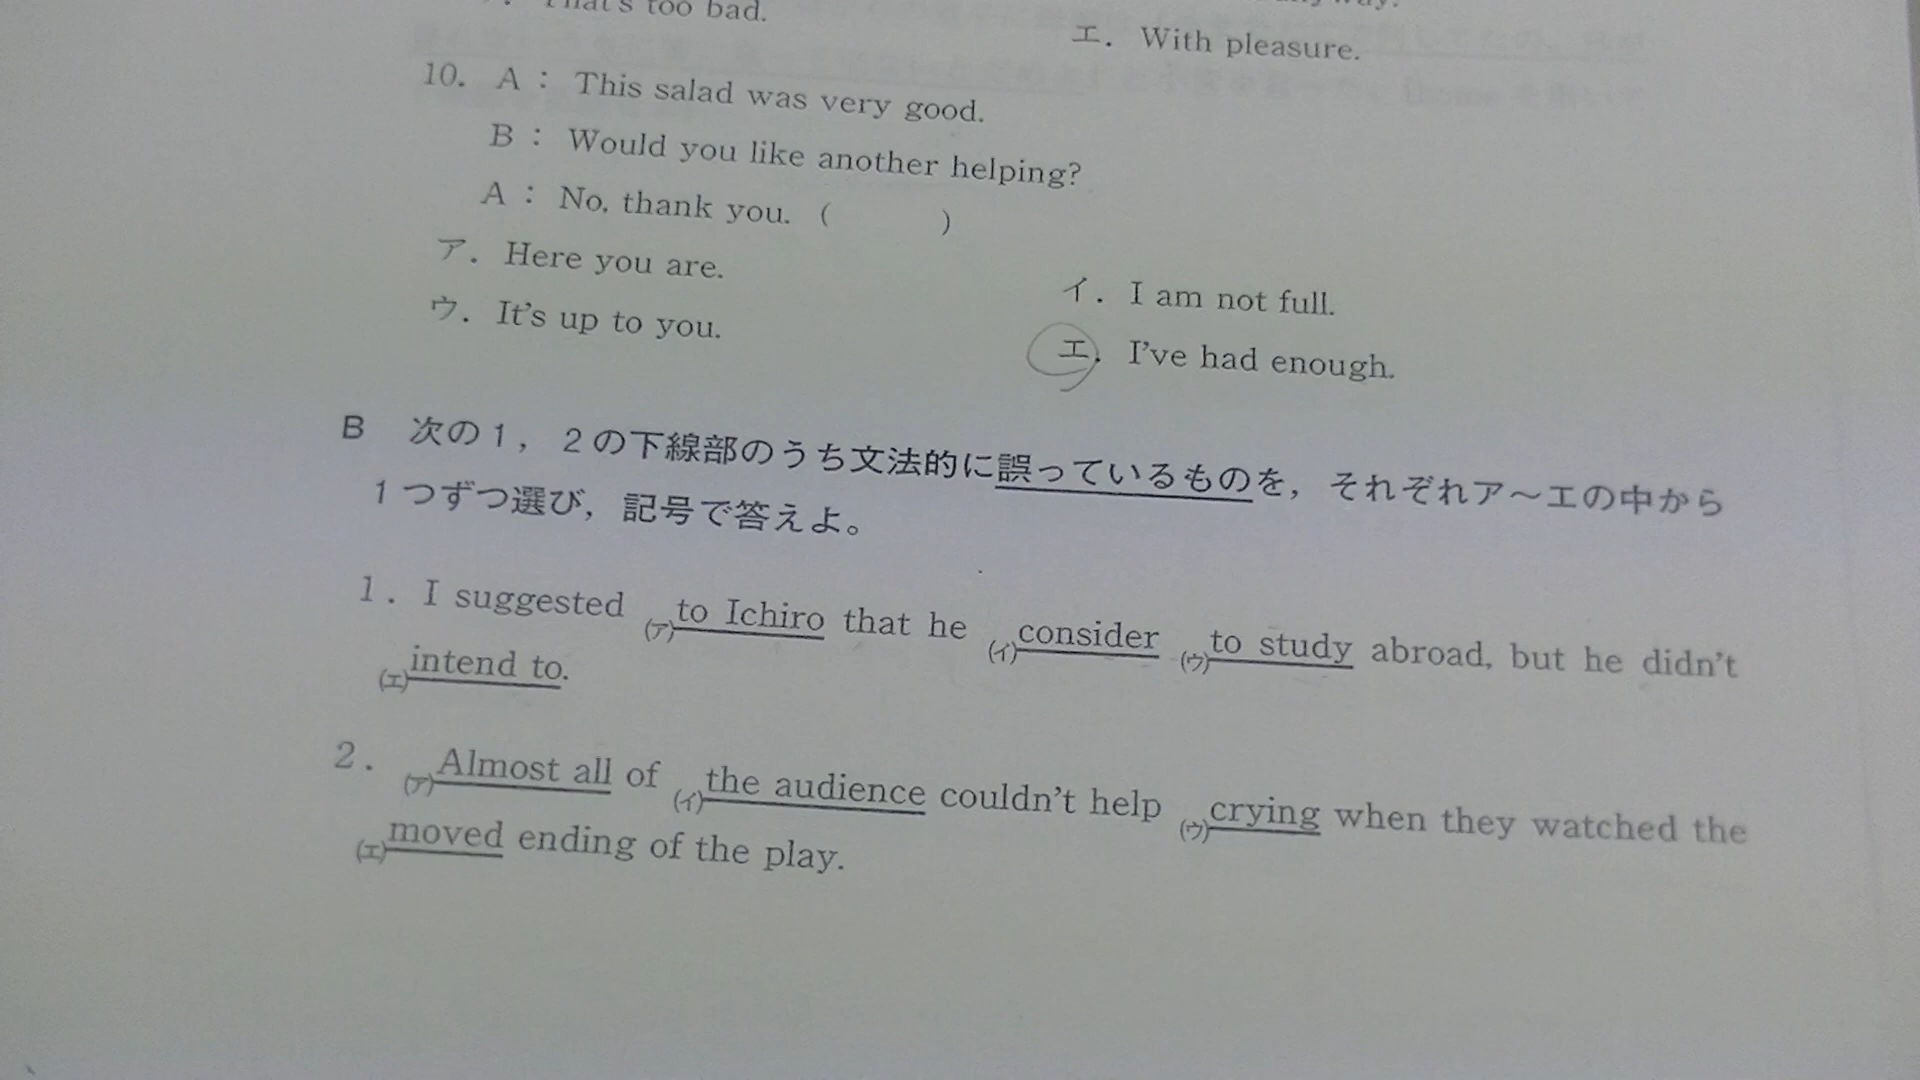 That's too bad.
エ．With pleasure.
10. A： This salad was very good.
B： Would you like another helping?
A： No, thank you. (　　　)
ア．Here you are.
イ．I am not full.
ウ．It's up to you.
エ．I've had enough.
B　次の1，2の下線部のうち文法的に誤っているものを，それぞれア～エの中から
1つずつ選び，記号で答えよ。
1．I suggested (ア)to Ichiro that he (イ)consider (ウ)to study abroad, but he didn't
(エ)intend to.
2．(ア)Almost all of (イ)the audience couldn't help (ウ)crying when they watched the
(エ)moved ending of the play.